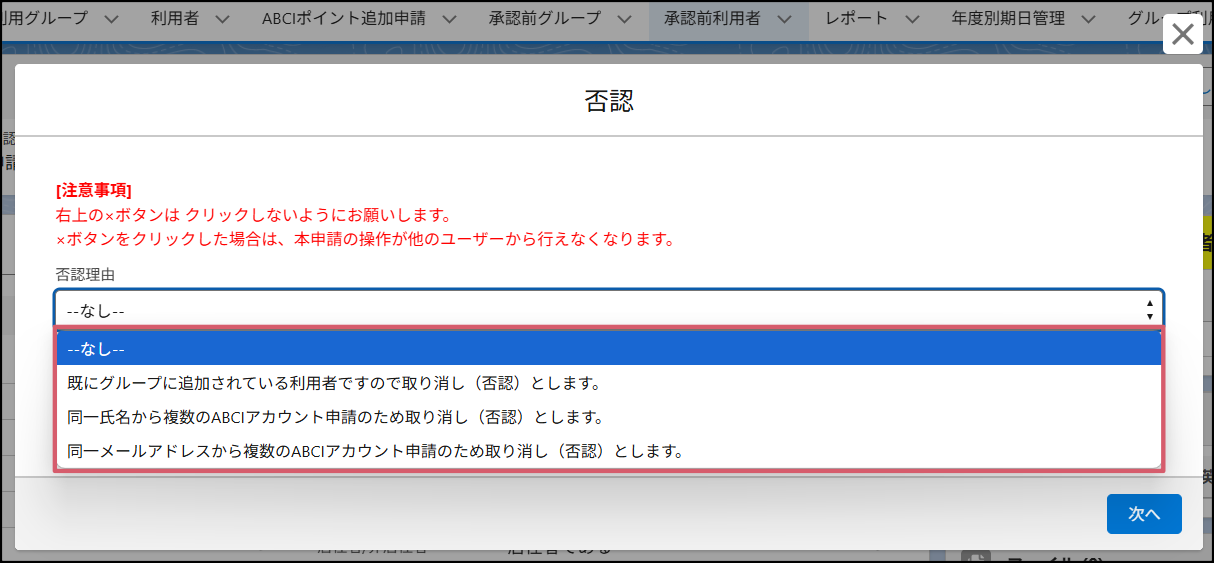 利用グループ 利用者 ABCIポイント追加申請 承認前グループ 承認前利用者 レポート 年度別期日管理
否認
[注意事項]
右上の×ボタンは クリックしないようにお願いします。
×ボタンをクリックした場合は、本申請の操作が他のユーザーから行えなくなります。
否認理由
--なし--
--なし--
既にグループに追加されている利用者ですので取り消し（否認）とします。
同一氏名から複数のABCIアカウント申請のため取り消し（否認）とします。
同一メールアドレスから複数のABCIアカウント申請のため取り消し（否認）とします。
次へ